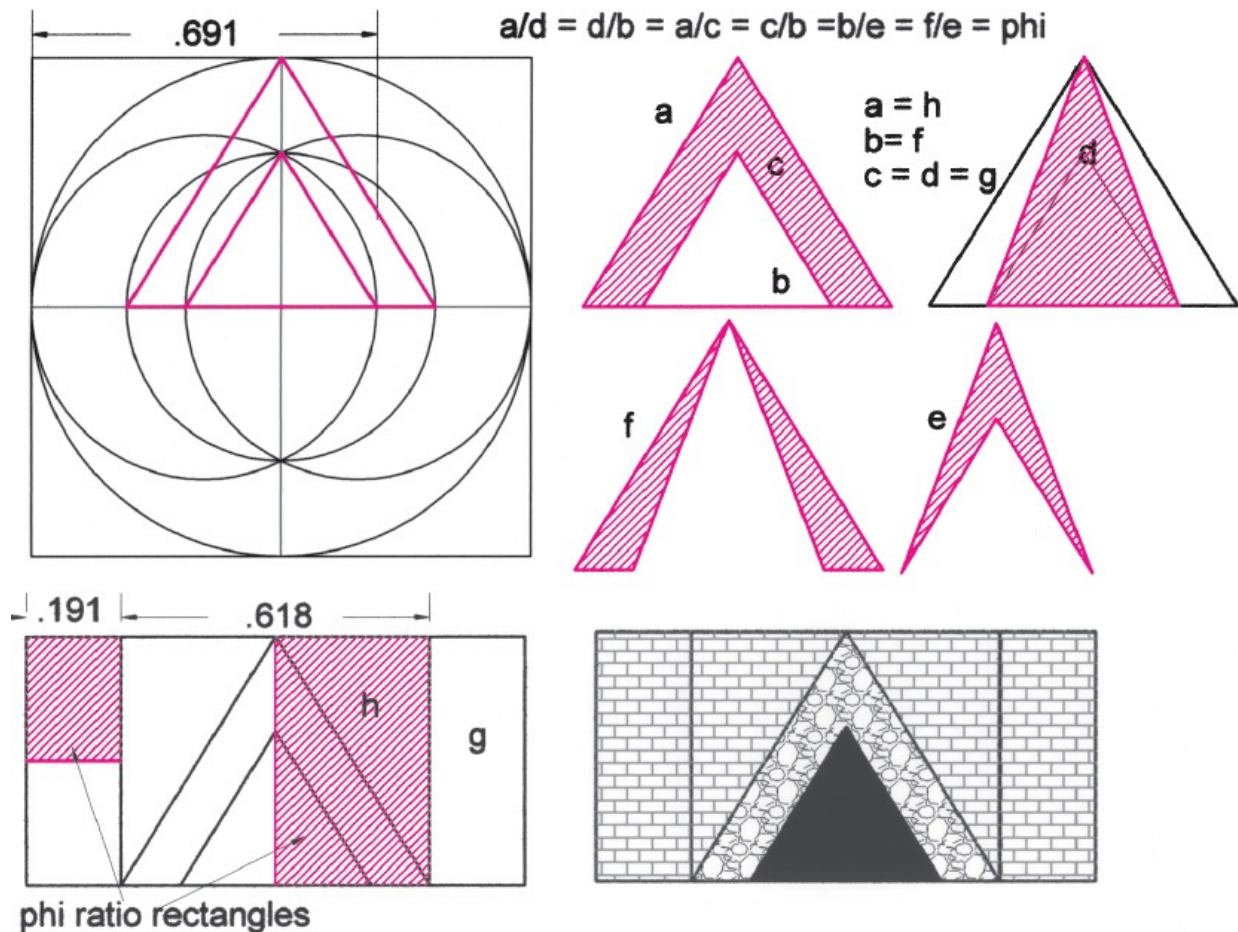 .691
a/d = d/b = a/c = c/b =b/e = f/e = phi
a
c
b
a = h
b= f
c = d = g
d
f
e
.191
.618
h
g
phi ratio rectangles